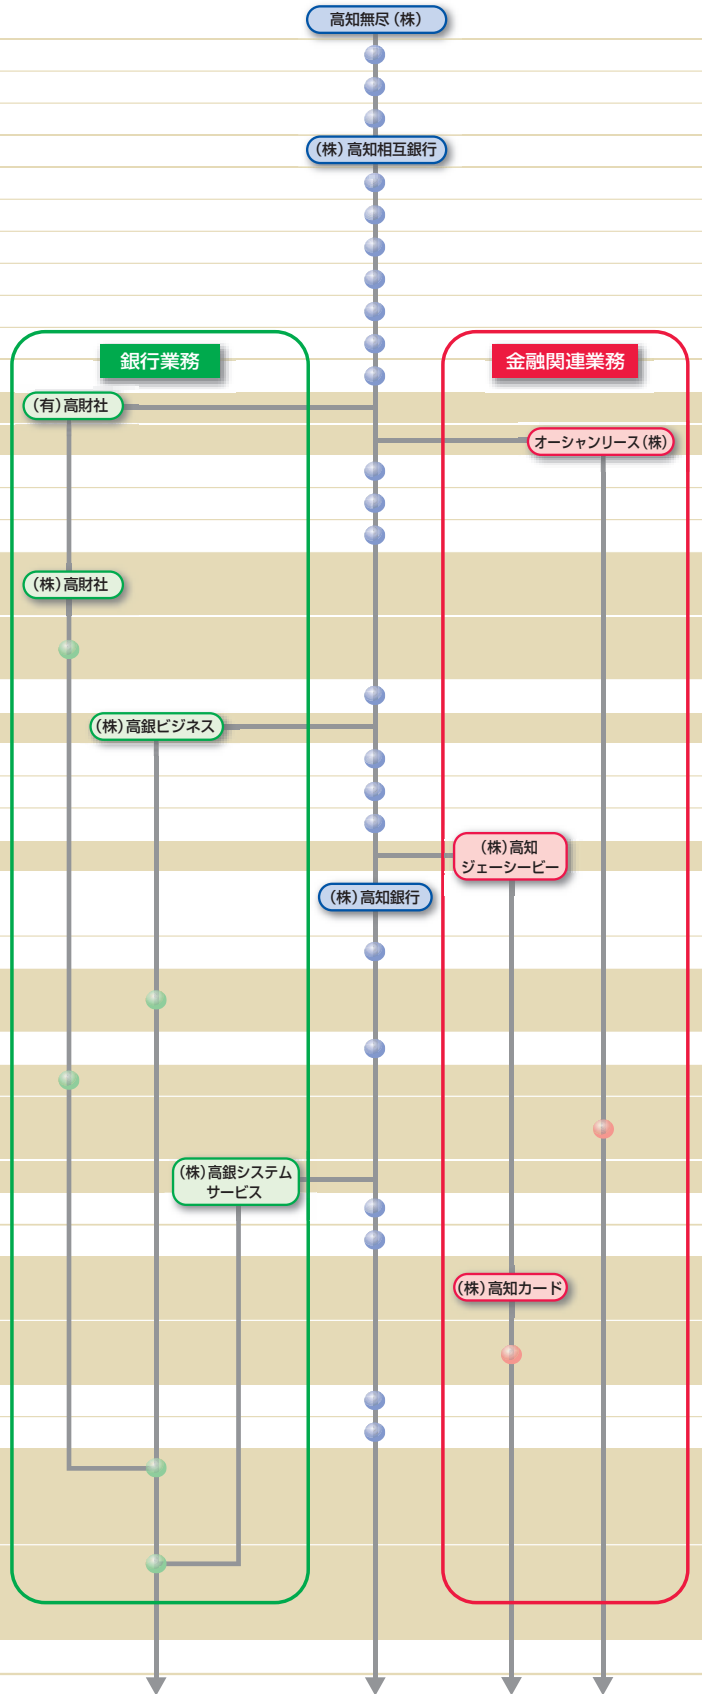 高知無尽（株）
（株）高知相互銀行
銀行業務
金融関連業務
（有）高財社
オーシャンリース（株）
（株）高財社
（株）高銀ビジネス
（株）高知
ジェーシービー
（株）高知銀行
（株）高銀システム
サービス
（株）高知カード